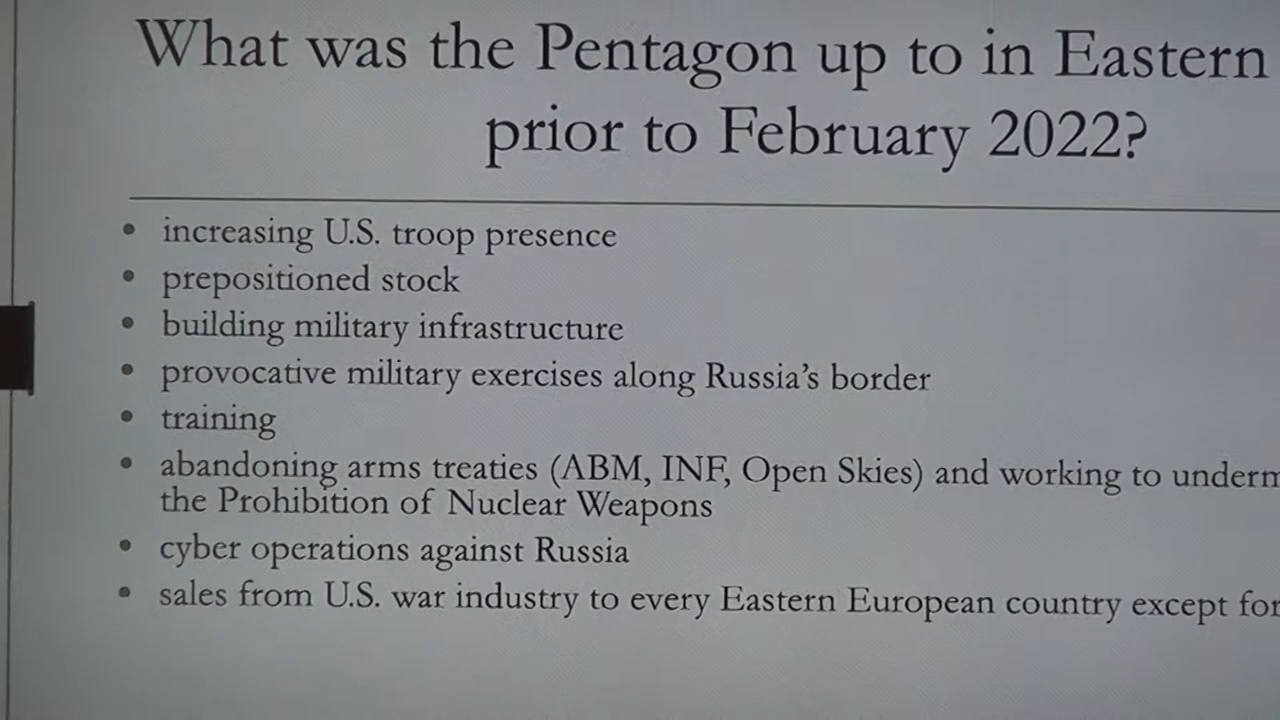 What was the Pentagon up to in Eastern
prior to February 2022?
• increasing U.S. troop presence
• prepositioned stock
• building military infrastructure
• provocative military exercises along Russia's border
• training
• abandoning arms treaties (ABM, INF, Open Skies) and working to underm
the Prohibition of Nuclear Weapons
• cyber operations against Russia
• sales from U.S. war industry to every Eastern European country except for